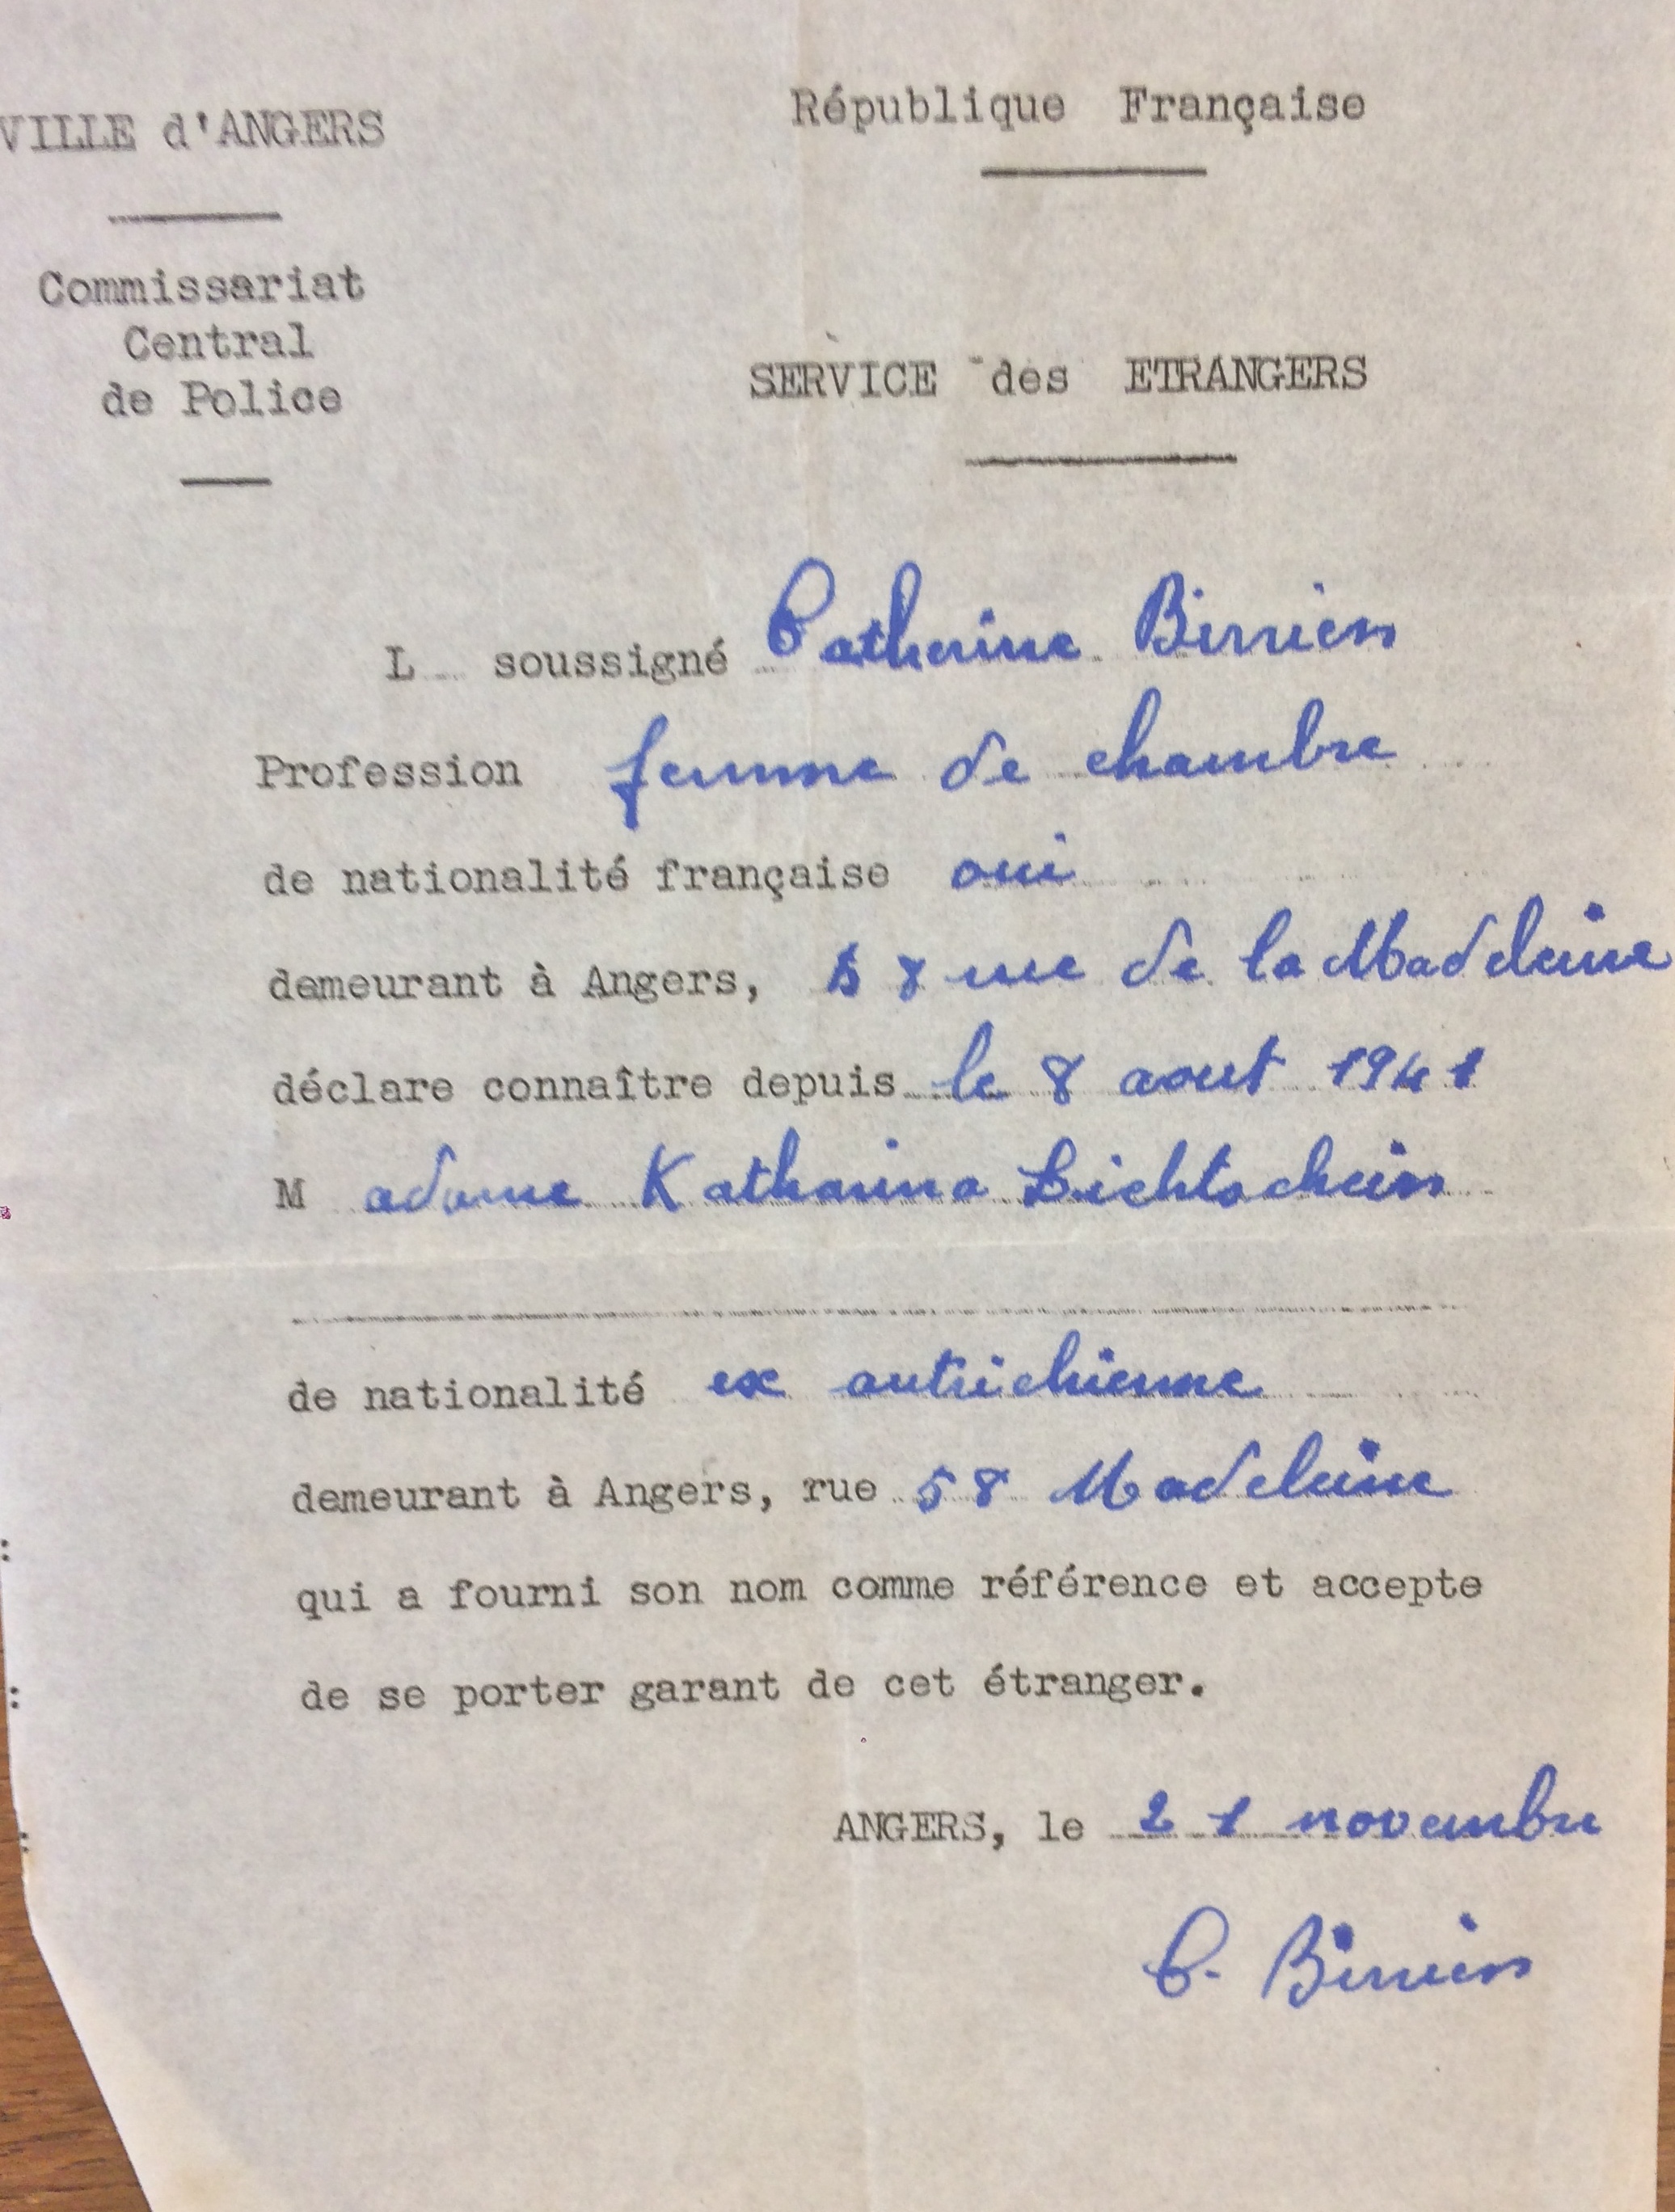 VILLE d'ANGERS
République Française
Commissariat
Central
de Police
SERVICE des ETRANGERS
L soussigné Catherine Birrien
Profession femme de chambre
de nationalité française oui
demeurant à Angers, 58 rue de la Madeleine
déclare connaître depuis le 8 aout 1941
M adame Katharina Lichtschein
de nationalité ex autrichienne
demeurant à Angers, rue 58 Madeleine
qui a fourni son nom comme référence et accepte
de se porter garant de cet étranger.
ANGERS, le 21 novembre
C. Birrien